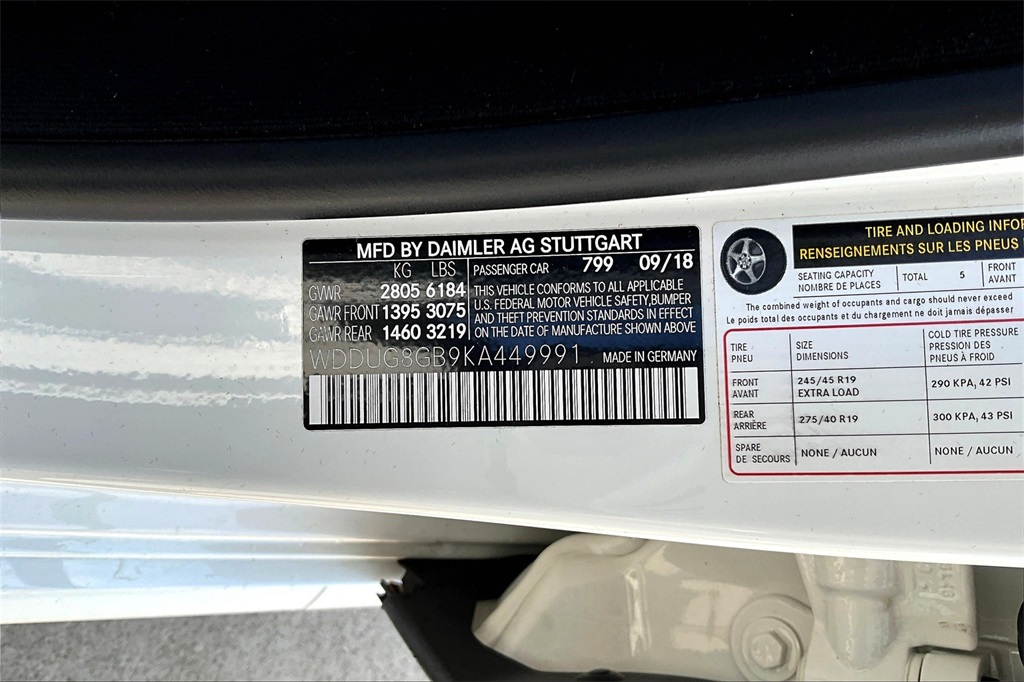 MFD BY DAIMLER AG STUTTGART
KG LBS
GVWR 2805 6184
GAWR FRONT 1395 3075
GAWR REAR 1460 3219
PASSENGER CAR 799 09/18
THIS VEHICLE CONFORMS TO ALL APPLICABLE
U.S. FEDERAL MOTOR VEHICLE SAFETY,BUMPER
AND THEFT PREVENTION STANDARDS IN EFFECT
ON THE DATE OF MANUFACTURE SHOWN ABOVE
WDDUG8GB9KA449991 MADE IN GERMANY
TIRE AND LOADING INFOR
RENSEIGNEMENTS SUR LES PNEUS
SEATING CAPACITY
NOMBRE DE PLACES
TOTAL 5
FRONT
AVANT
The combined weight of occupants and cargo should never exceed
Le poids total des occupants et du chargement ne doit jamais dépasser
TIRE
PNEU
SIZE
DIMENSIONS
COLD TIRE PRESSURE
PRESSION DES
PNEUS À FROID
FRONT
AVANT
245/45 R19
EXTRA LOAD
290 KPA, 42 PSI
REAR
ARRIÈRE
275/40 R19
300 KPA, 43 PSI
SPARE
DE SECOURS
NONE / AUCUN
NONE / AUCUN